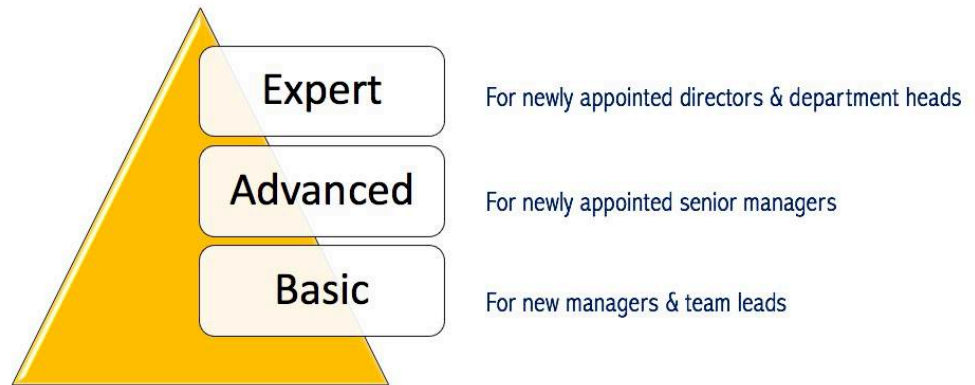 Expert
For newly appointed directors & department heads
Advanced
For newly appointed senior managers
Basic
For new managers & team leads